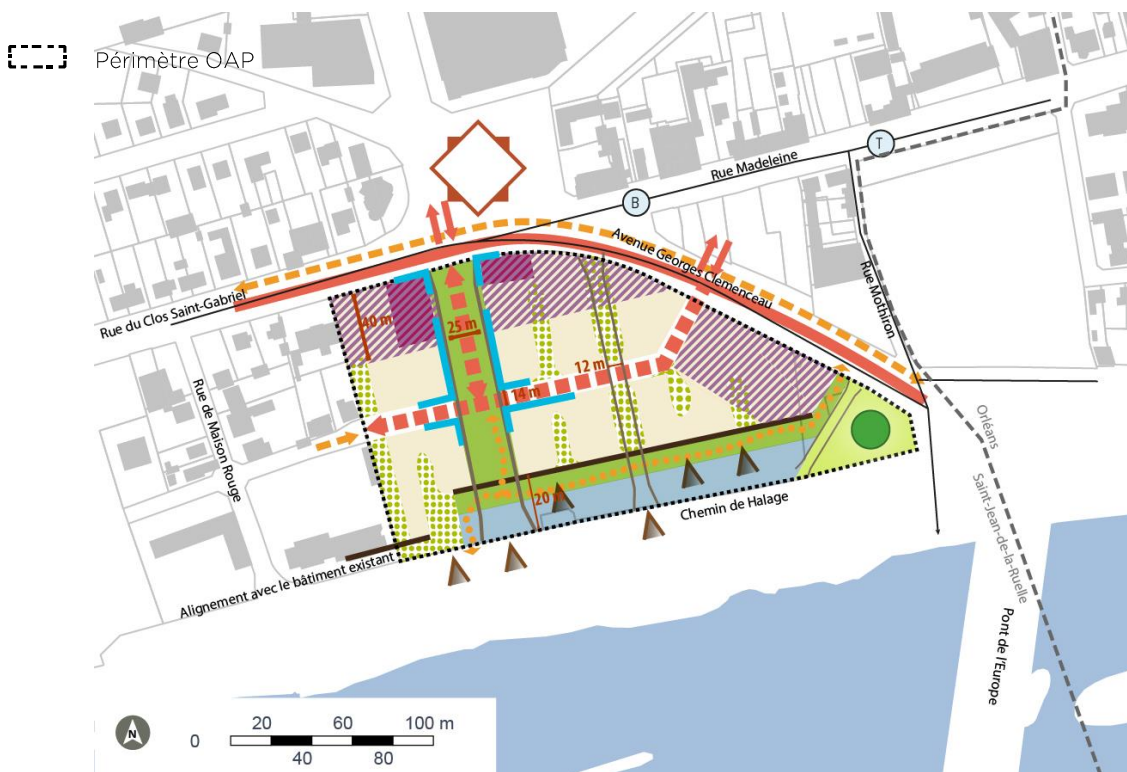 Périmètre OAP
T
Rue Madeleine
B
Avenue Georges Clémenceau
Rue du Clos Saint-Gabriel
Rue Mothiron
40 m
25 m
12 m
14 m
Rue de Maison Rouge
20 m
Orléans
Saint-Jean-de-la-Ruelle
Chemin de Halage
Alignement avec le bâtiment existant
Pont de l'Europe
N
0 20 60 100 m
40 80